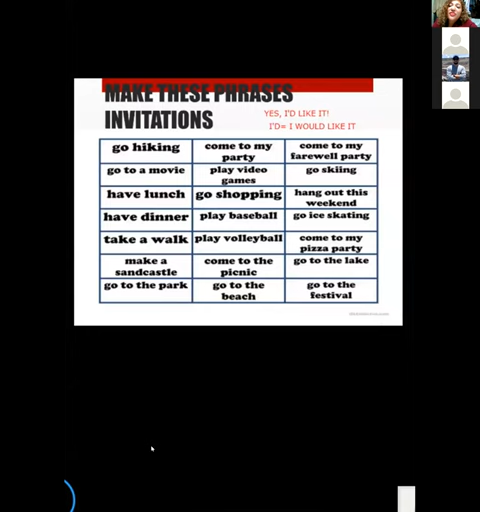 MAKE THESE PHRASES
INVITATIONS
YES, I'D LIKE IT!
I'D= I WOULD LIKE IT
go hiking
come to my
party
come to my
farewell party
go to a movie
play video
games
go skiing
have lunch
go shopping
hang out this
weekend
have dinner
play baseball
go ice skating
take a walk
play volleyball
come to my
pizza party
make a
sandcastle
come to the
picnic
go to the lake
go to the park
go to the
beach
go to the
festival